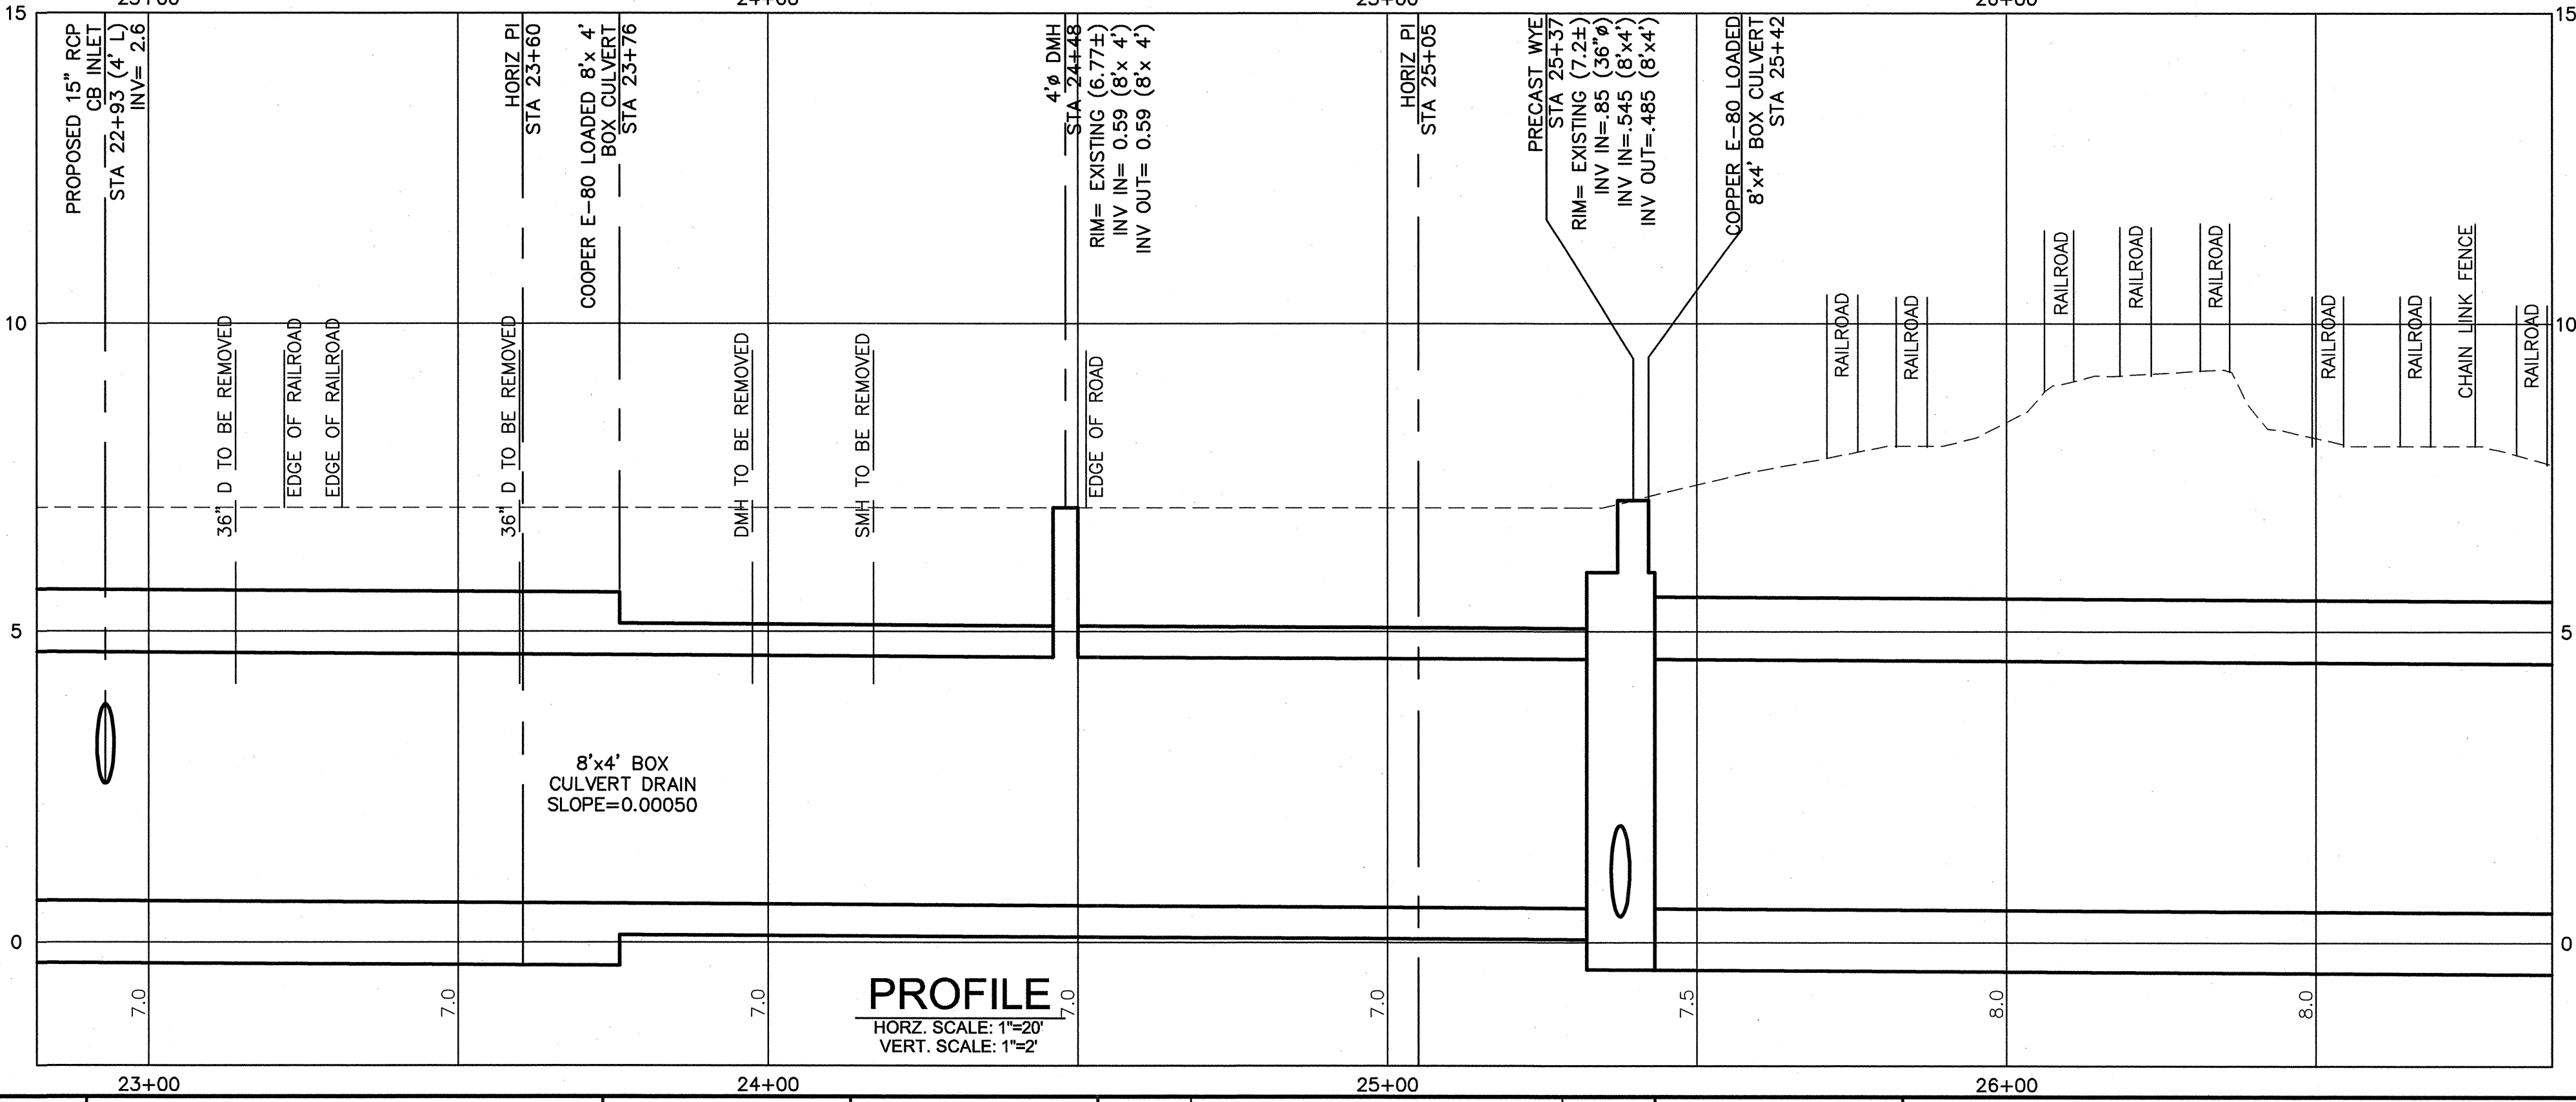 15
23+00
24+00
25+00
26+00
15
PROPOSED 15" RCP
CB INLET
STA 22+93 (4' L)
INV= 2.6
HORIZ PI
STA 23+60
COOPER E-80 LOADED 8'x 4'
BOX CULVERT
STA 23+76
4'ø DMH
STA 24+48
RIM= EXISTING (6.77±)
INV IN= 0.59 (8'x 4')
INV OUT= 0.59 (8'x 4')
HORIZ PI
STA 25+05
PRECAST WYE
STA 25+37
RIM= EXISTING (7.2±)
INV IN=.85 (36"ø)
INV IN=.545 (8'x4')
INV OUT=.485 (8'x4')
COPPER E-80 LOADED
8'x4' BOX CULVERT
STA 25+42
10
10
36" D TO BE REMOVED
EDGE OF RAILROAD
EDGE OF RAILROAD
36" D TO BE REMOVED
DMH TO BE REMOVED
SMH TO BE REMOVED
EDGE OF ROAD
RAILROAD
RAILROAD
RAILROAD
RAILROAD
RAILROAD
RAILROAD
RAILROAD
CHAIN LINK FENCE
RAILROAD
5
5
8'x4' BOX
CULVERT DRAIN
SLOPE=0.00050
0
0
7.0
7.0
7.0
7.0
7.0
7.5
8.0
8.0
PROFILE
HORZ. SCALE: 1"=20'
VERT. SCALE: 1"=2'
23+00
24+00
25+00
26+00